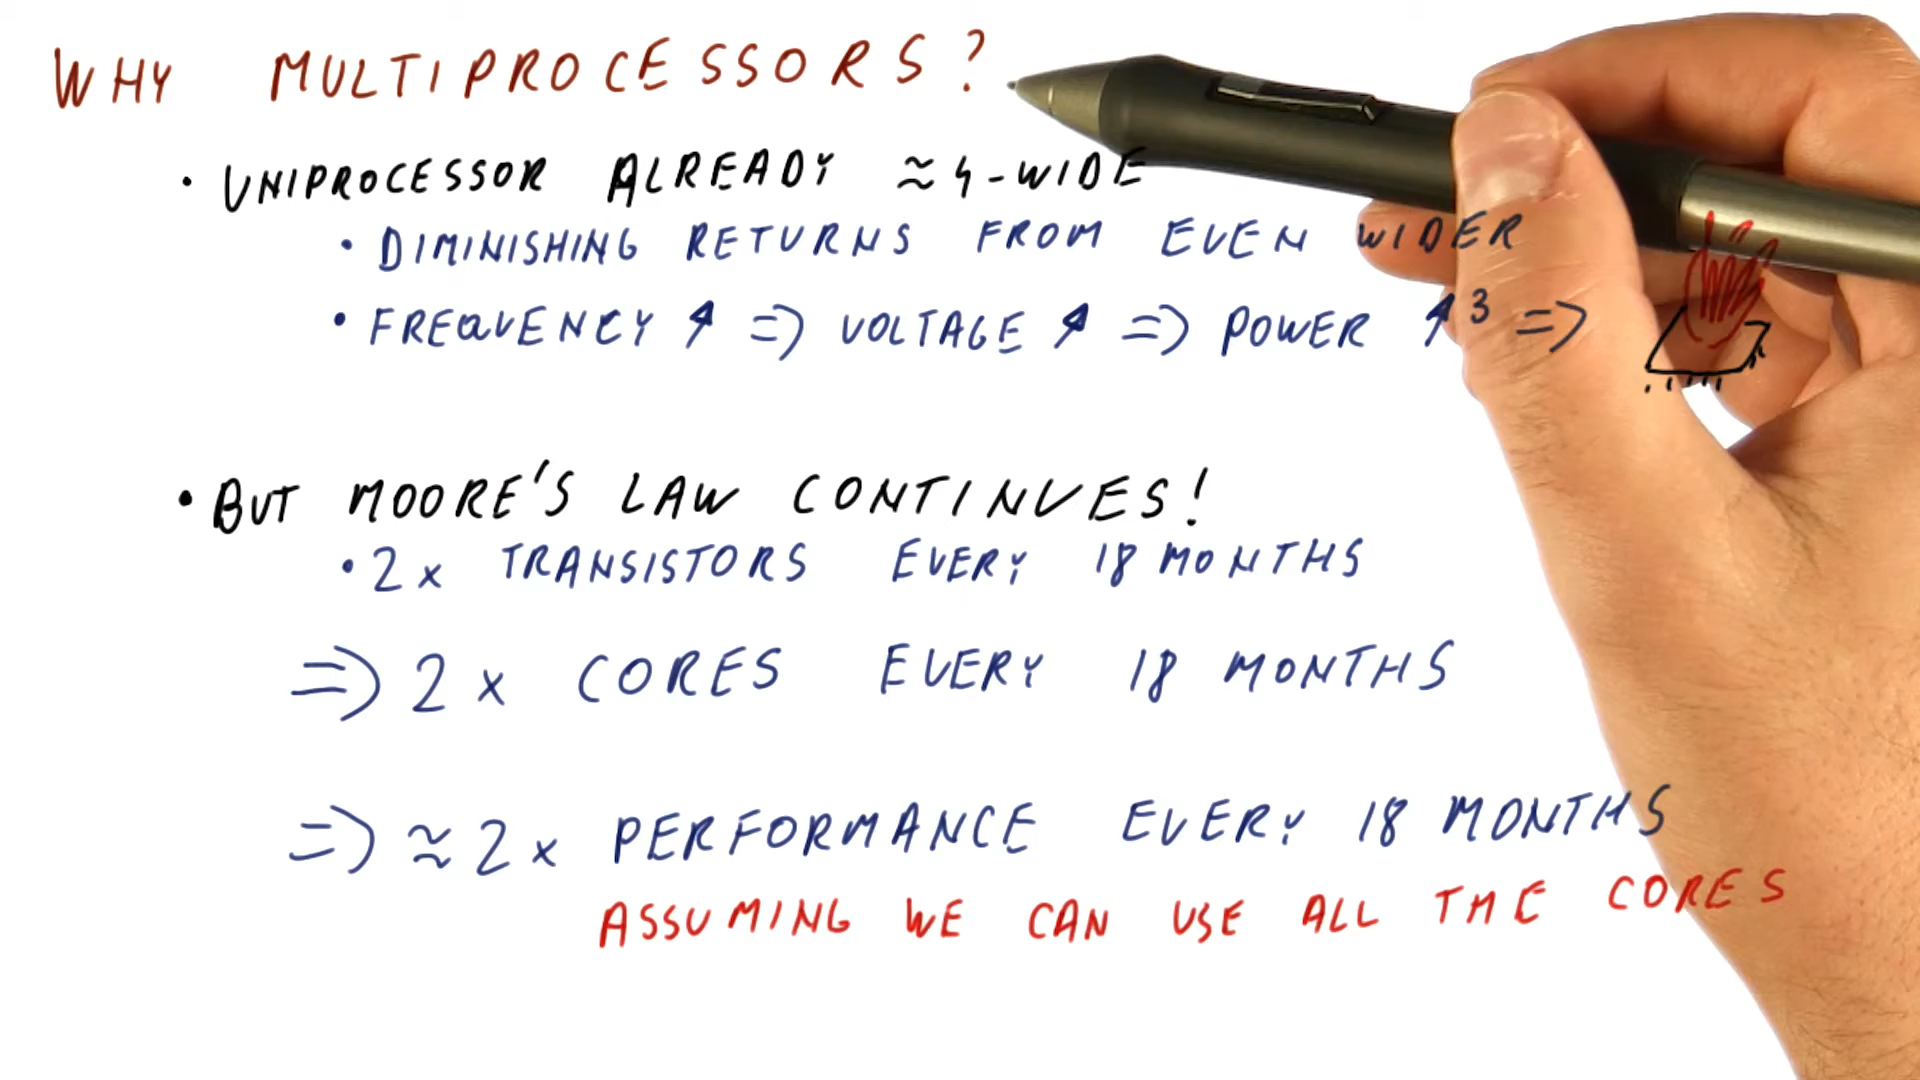 WHY MULTIPROCESSORS?
• UNIPROCESSOR ALREADY ≈ 4-WIDE
• DIMINISHING RETURNS FROM EVEN WIDER
• FREQUENCY ↑ => VOLTAGE ↑ => POWER ↑³ =>
• BUT MOORE'S LAW CONTINUES!
• 2x TRANSISTORS EVERY 18 MONTHS
=> 2x CORES EVERY 18 MONTHS
=> ≈ 2x PERFORMANCE EVERY 18 MONTHS
ASSUMING WE CAN USE ALL THE CORES